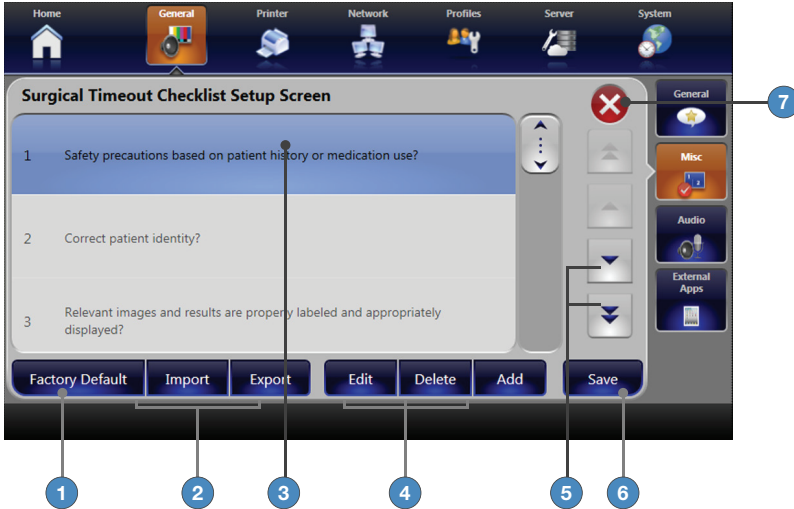 Home
General
Printer
Network
Profiles
Server
System
Surgical Timeout Checklist Setup Screen
1 Safety precautions based on patient history or medication use?
2 Correct patient identity?
3 Relevant images and results are properly labeled and appropriately
displayed?
General
Misc
1 2
Audio
External
Apps
Factory Default
Import
Export
Edit
Delete
Add
Save
7
1
2
3
4
5
6